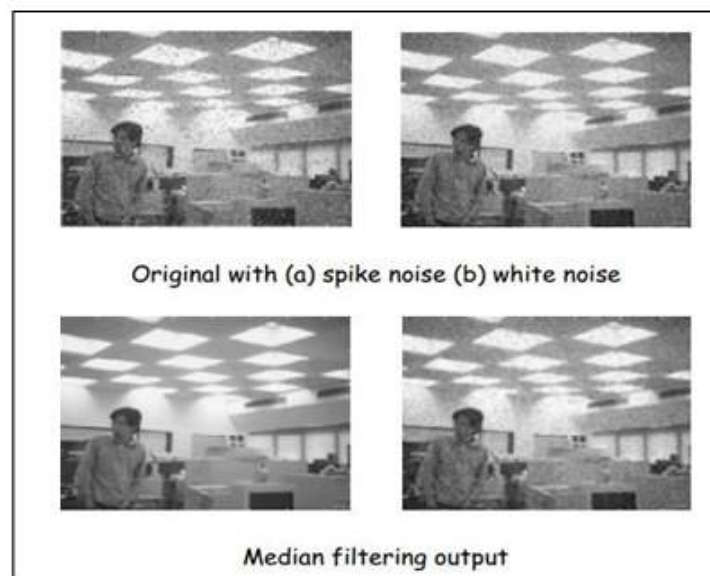 Original with (a) spike noise (b) white noise
Median filtering output